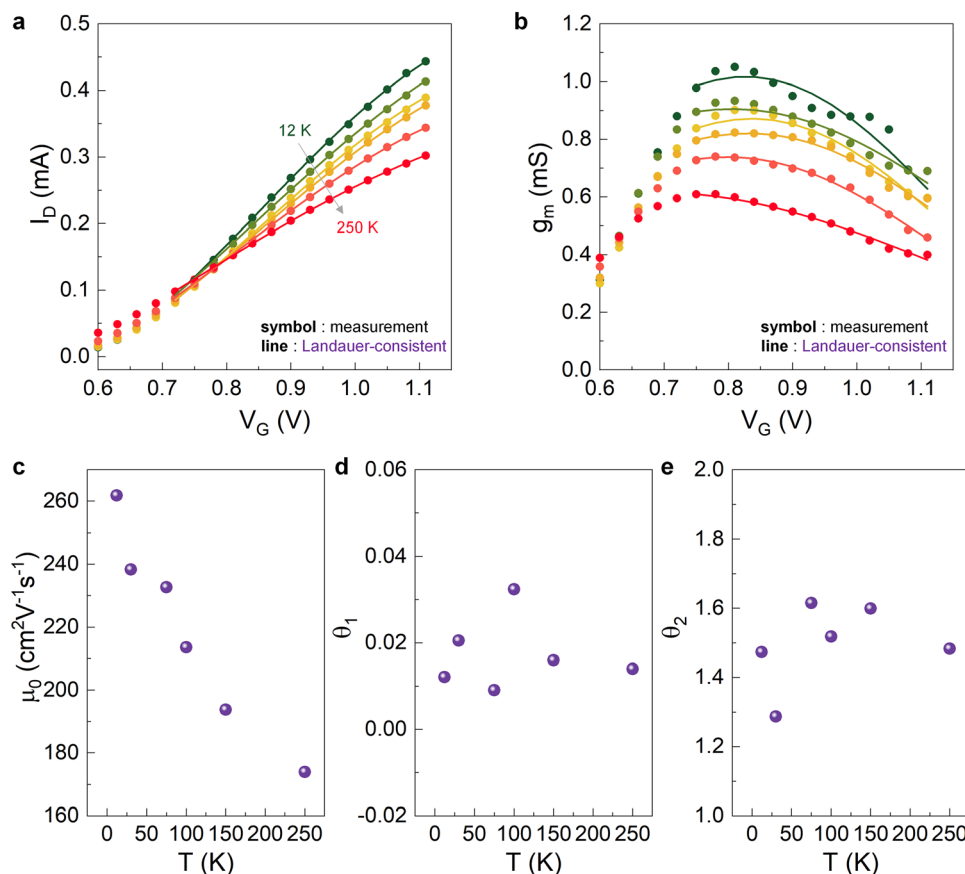 a
0.5
0.4
0.3
0.2
0.1
0.0
I_D (mA)
12 K
250 K
symbol : measurement
line : Landauer-consistent
0.6 0.7 0.8 0.9 1.0 1.1
V_G (V)
b
1.2
1.0
0.8
0.6
0.4
0.2
0.0
g_m (mS)
symbol : measurement
line : Landauer-consistent
0.6 0.7 0.8 0.9 1.0 1.1
V_G (V)
c
260
240
220
200
180
160
μ₀ (cm²V⁻¹s⁻¹)
0 50 100 150 200 250
T (K)
d
0.06
0.04
0.02
0.00
-0.02
θ₁
0 50 100 150 200 250
T (K)
e
2.0
1.8
1.6
1.4
1.2
1.0
θ₂
0 50 100 150 200 250
T (K)